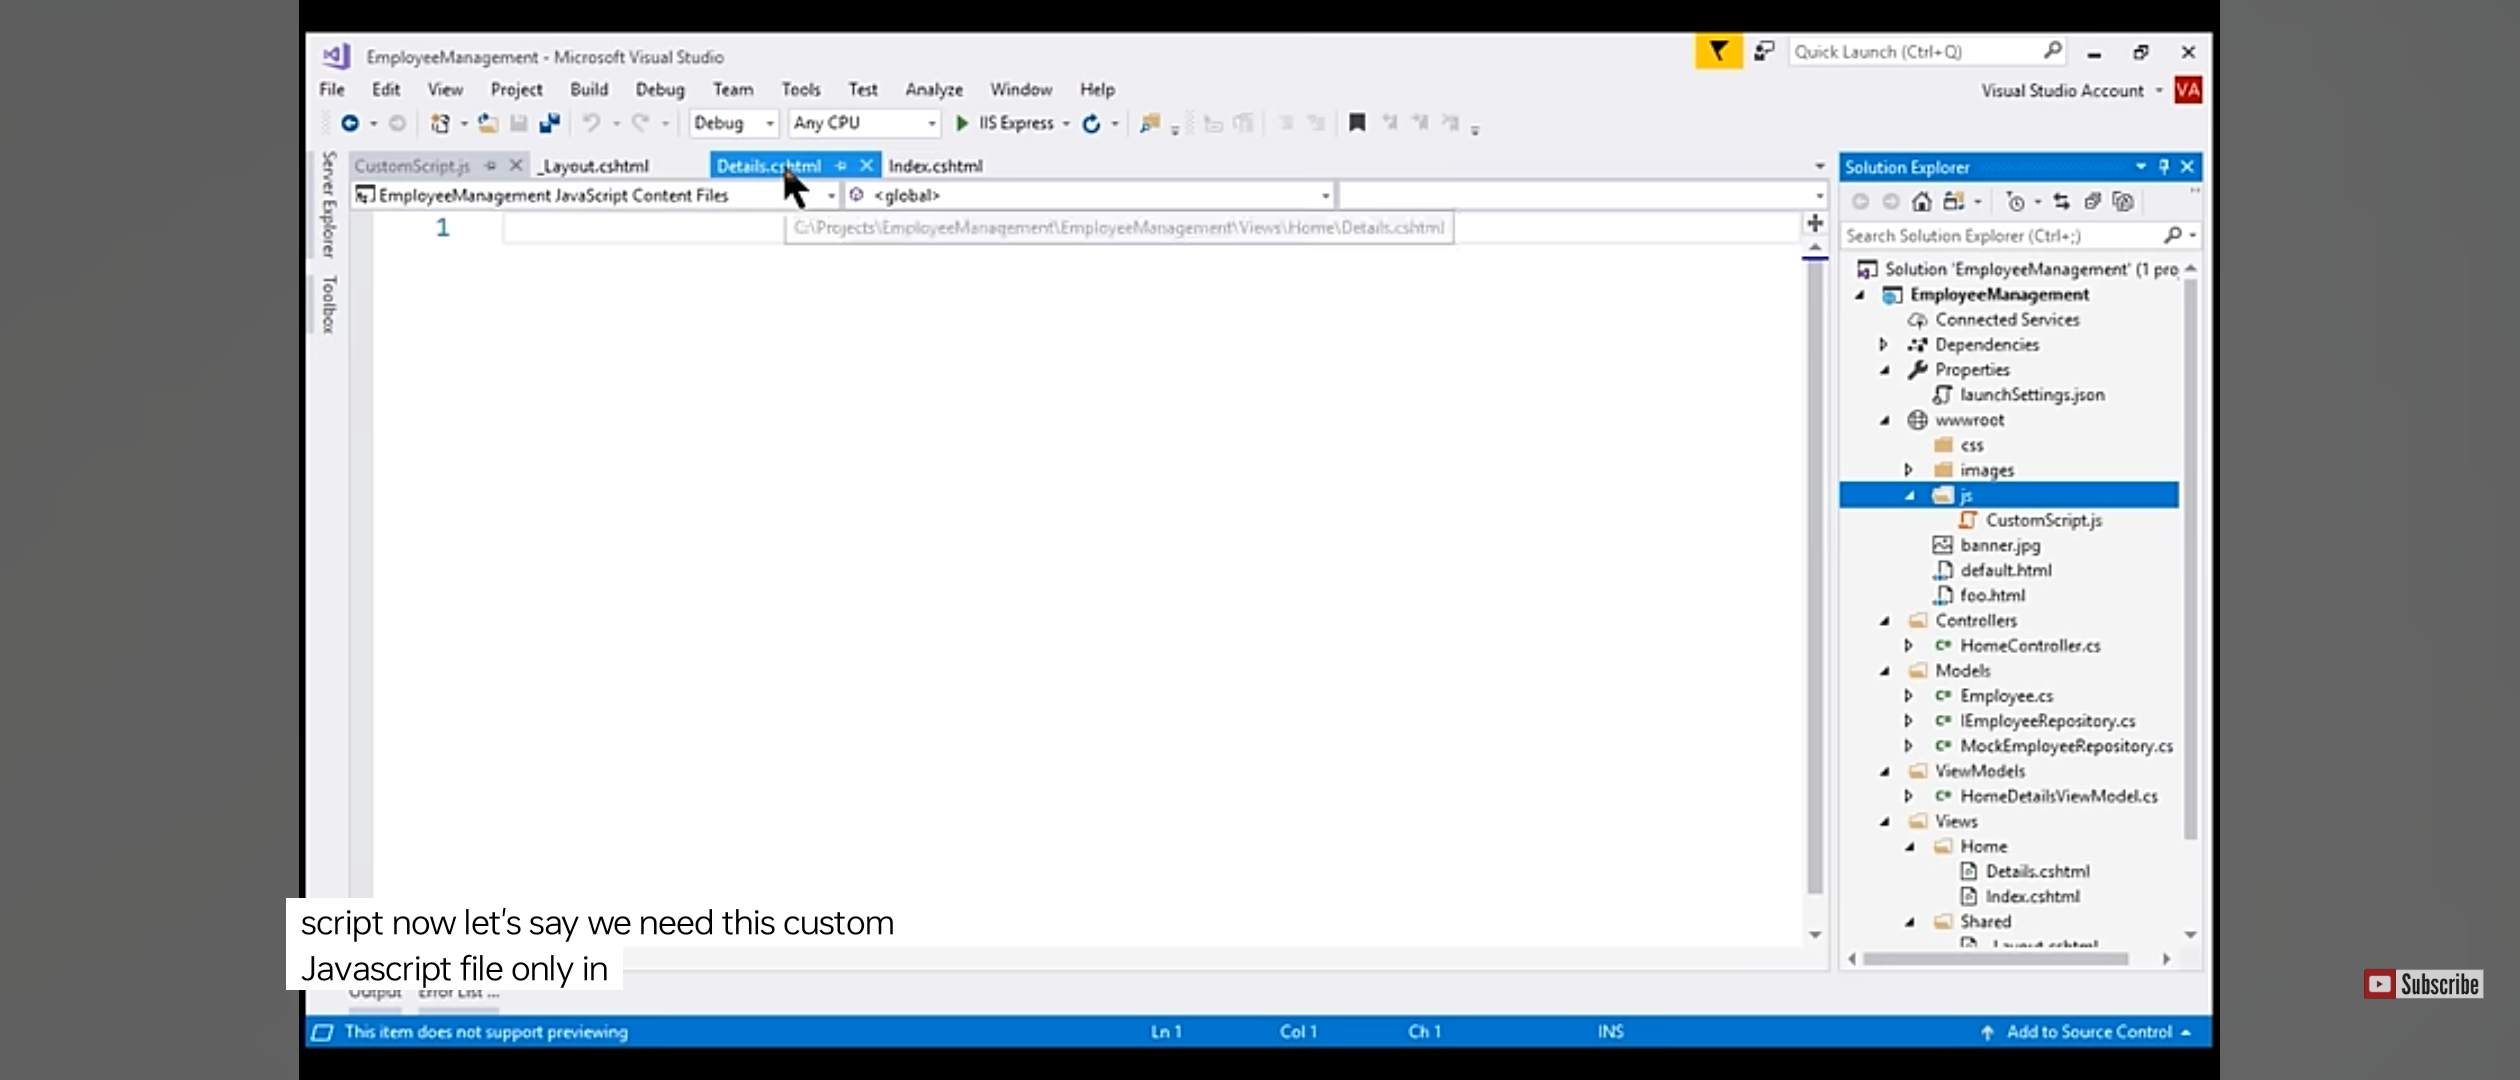 EmployeeManagement - Microsoft Visual Studio
Quick Launch (Ctrl+Q)
File Edit View Project Build Debug Team Tools Test Analyze Window Help
Visual Studio Account VA
Debug Any CPU IIS Express
Server Explorer
Toolbox
CustomScript.js _Layout.cshtml Details.cshtml Index.cshtml
EmployeeManagement JavaScript Content Files <global>
1
C:\Projects\EmployeeManagement\EmployeeManagement\Views\Home\Details.cshtml
Solution Explorer
Search Solution Explorer (Ctrl+;)
Solution 'EmployeeManagement' (1 pro
EmployeeManagement
Connected Services
Dependencies
Properties
launchSettings.json
wwwroot
css
images
js
CustomScript.js
banner.jpg
default.html
foo.html
Controllers
HomeController.cs
Models
Employee.cs
IEmployeeRepository.cs
MockEmployeeRepository.cs
ViewModels
HomeDetailsViewModel.cs
Views
Home
Details.cshtml
Index.cshtml
Shared
_Layout.cshtml
script now let's say we need this custom
Javascript file only in
Output Error List ...
This item does not support previewing
Ln 1 Col 1 Ch 1 INS
Add to Source Control
Subscribe